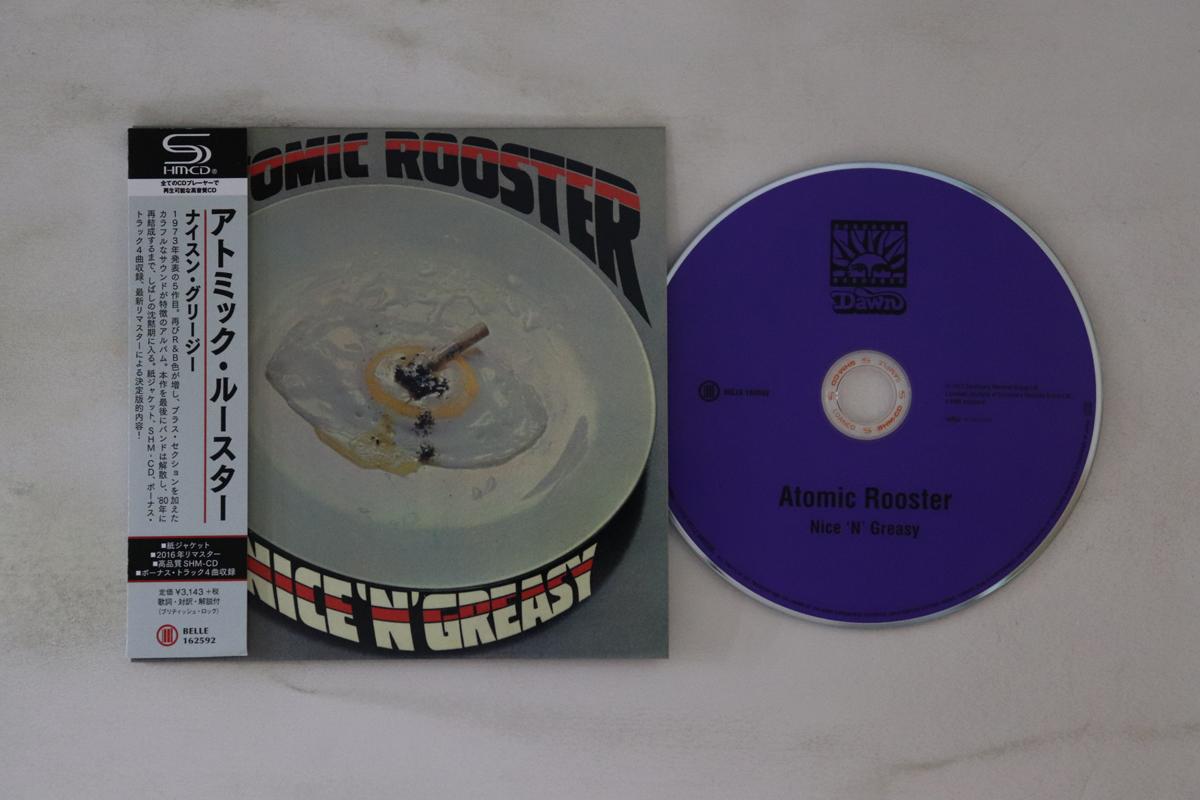 HM-CD®
全てのCDプレーヤーで
再生可能な高音質CD
アトミック・ルースター
ナイスン・グリージー
1973年発表の5作目。再びR&B色が増し、ブラス・セクションを加えた
カラフルなサウンドが特徴のアルバム。本作を最後にバンドは解散し、'80年に
再結成するまで、しばしの沈黙期に入る。紙ジャケット、SHM-CD、ボーナス・
トラック4曲収録、最新リマスターによる決定版的内容!
■紙ジャケット
■2016年リマスター
■高品質SHM-CD
■ボーナス・トラック4曲収録
定価 ¥3,143 +税
歌詞・対訳・解説付
(ブリティッシュ・ロック)
BELLE
162592
TOMIC ROOSTER
NICE 'N' GREASY
Dawn
BELLE 162592
Atomic Rooster
Nice 'N' Greasy